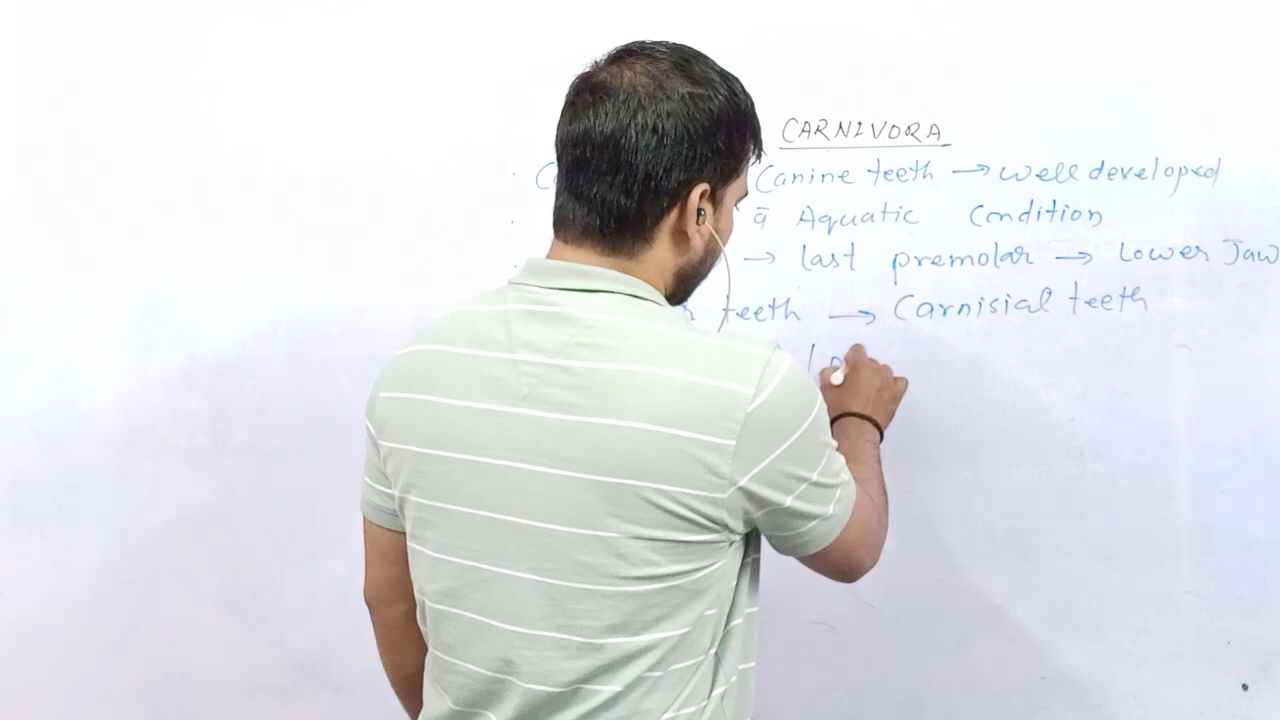 CARNIVORA
Canine teeth → well developed
ā Aquatic Condition
→ last premolar → Lower Jaw
teeth → Carnisial teeth